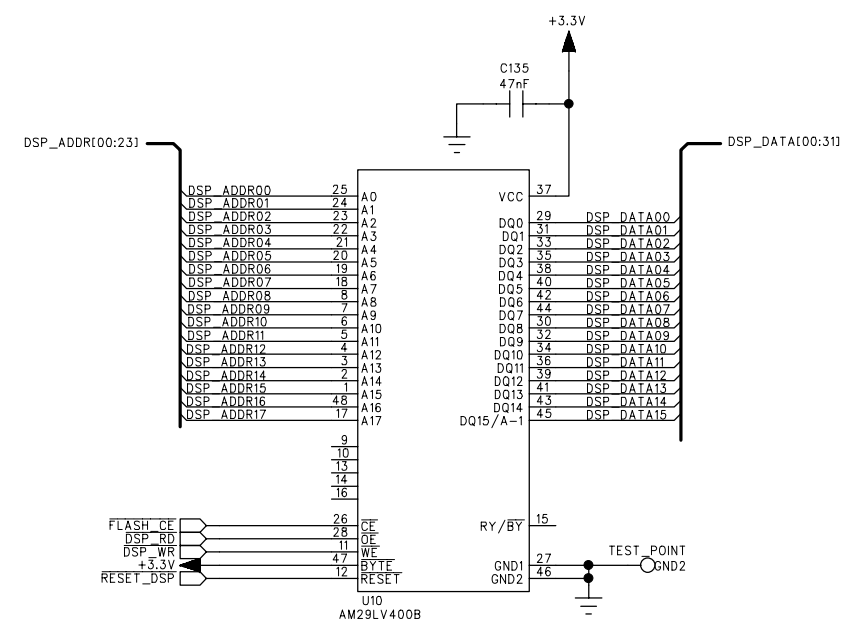 +3.3V
C135
47nF
DSP_ADDR[00:23]
DSP_DATA[00:31]
DSP_ADDR00 25 A0
DSP_ADDR01 24 A1
DSP_ADDR02 23 A2
DSP_ADDR03 22 A3
DSP_ADDR04 21 A4
DSP_ADDR05 20 A5
DSP_ADDR06 19 A6
DSP_ADDR07 18 A7
DSP_ADDR08 8 A8
DSP_ADDR09 7 A9
DSP_ADDR10 6 A10
DSP_ADDR11 5 A11
DSP_ADDR12 4 A12
DSP_ADDR13 3 A13
DSP_ADDR14 2 A14
DSP_ADDR15 1 A15
DSP_ADDR16 48 A16
DSP_ADDR17 17 A17
9
10
13
14
16
FLASH_CE 26 CE
DSP_RD 28 OE
DSP_WR 11 WE
+3.3V 47 BYTE
RESET_DSP 12 RESET
VCC 37
DQ0 29 DSP_DATA00
DQ1 31 DSP_DATA01
DQ2 33 DSP_DATA02
DQ3 35 DSP_DATA03
DQ4 38 DSP_DATA04
DQ5 40 DSP_DATA05
DQ6 42 DSP_DATA06
DQ7 44 DSP_DATA07
DQ8 30 DSP_DATA08
DQ9 32 DSP_DATA09
DQ10 34 DSP_DATA10
DQ11 36 DSP_DATA11
DQ12 39 DSP_DATA12
DQ13 41 DSP_DATA13
DQ14 43 DSP_DATA14
DQ15/A-1 45 DSP_DATA15
RY/BY 15
GND1 27
GND2 46
TEST_POINT
GND2
U10
AM29LV400B